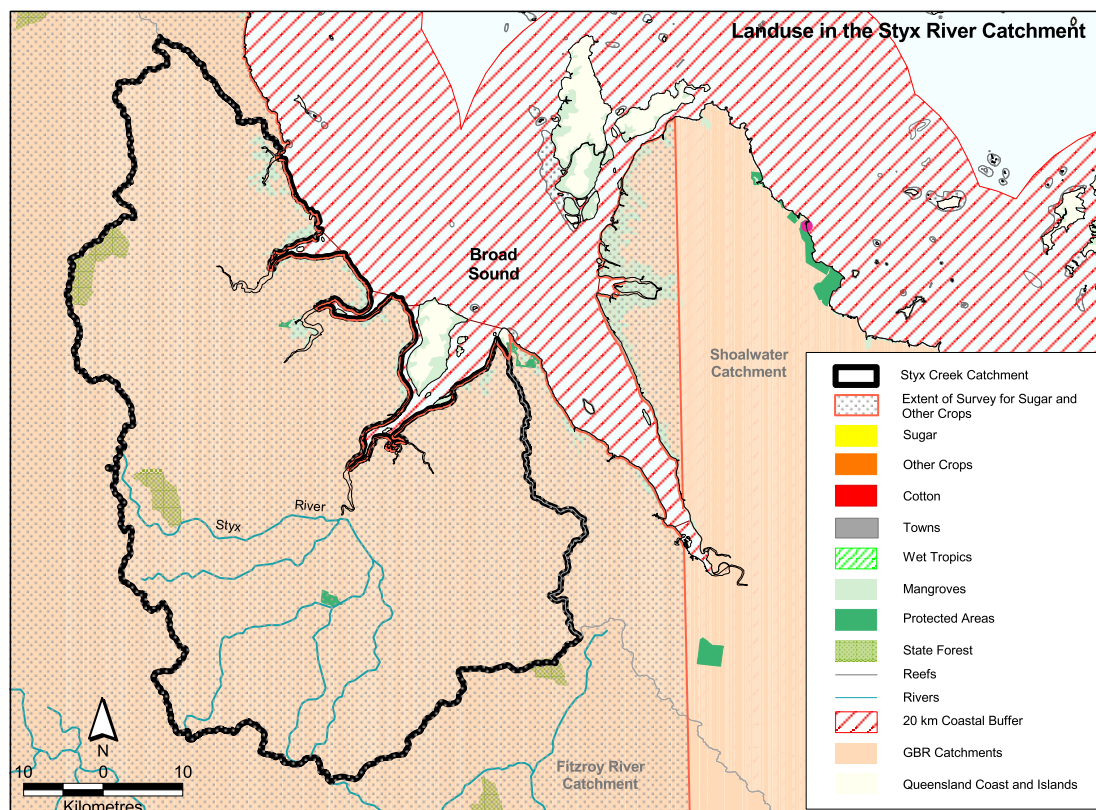 Landuse in the Styx River Catchment
Broad
Sound
Shoalwater
Catchment
Styx River
Fitzroy River
Catchment
N
10 0 10
Kilometres
Styx Creek Catchment
Extent of Survey for Sugar and
Other Crops
Sugar
Other Crops
Cotton
Towns
Wet Tropics
Mangroves
Protected Areas
State Forest
Reefs
Rivers
20 km Coastal Buffer
GBR Catchments
Queensland Coast and Islands